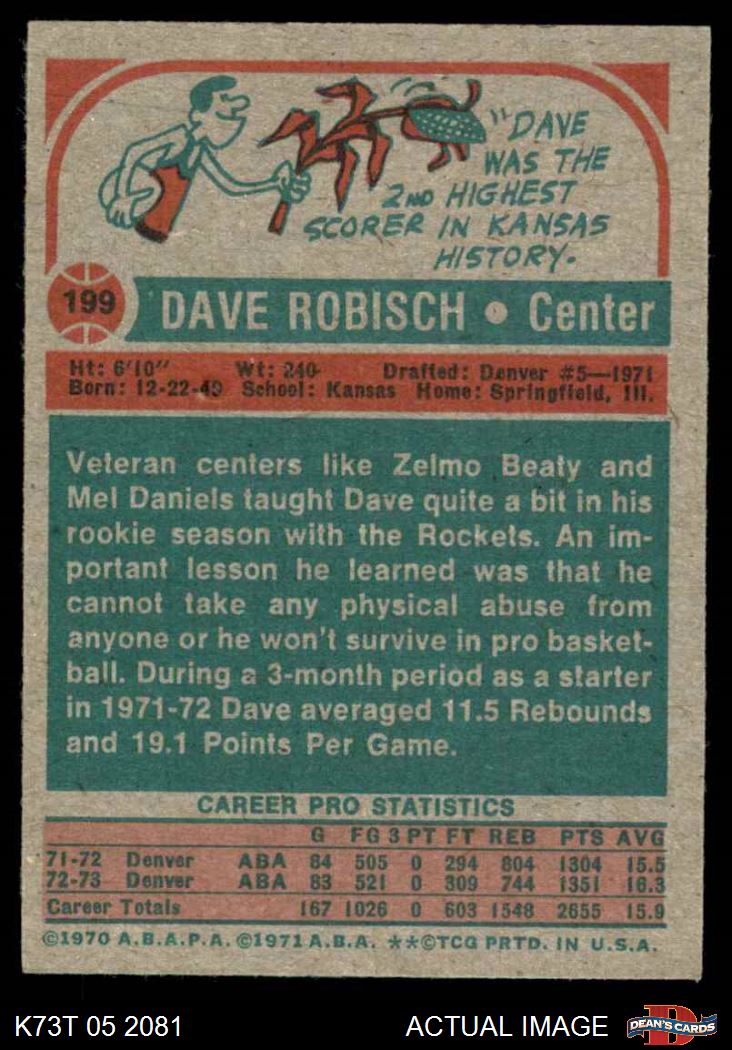 "DAVE
WAS THE
2ND HIGHEST
SCORER IN KANSAS
HISTORY.
199
DAVE ROBISCH • Center
Ht: 6'10" Wt: 240 Drafted: Denver #5—1971
Born: 12-22-49 School: Kansas Home: Springfield, Ill.
Veteran centers like Zelmo Beaty and
Mel Daniels taught Dave quite a bit in his
rookie season with the Rockets. An im-
portant lesson he learned was that he
cannot take any physical abuse from
anyone or he won't survive in pro basket-
ball. During a 3-month period as a starter
in 1971-72 Dave averaged 11.5 Rebounds
and 19.1 Points Per Game.
CAREER PRO STATISTICS
G FG 3 PT FT REB PTS AVG
71-72 Denver ABA 84 505 0 294 804 1304 15.5
72-73 Denver ABA 83 521 0 309 744 1351 16.3
Career Totals 167 1026 0 603 1548 2655 15.9
©1970 A.B.A.P.A. ©1971 A.B.A. **©TCG PRTD. IN U.S.A.
K73T 05 2081 ACTUAL IMAGE D DEAN'S CARDS